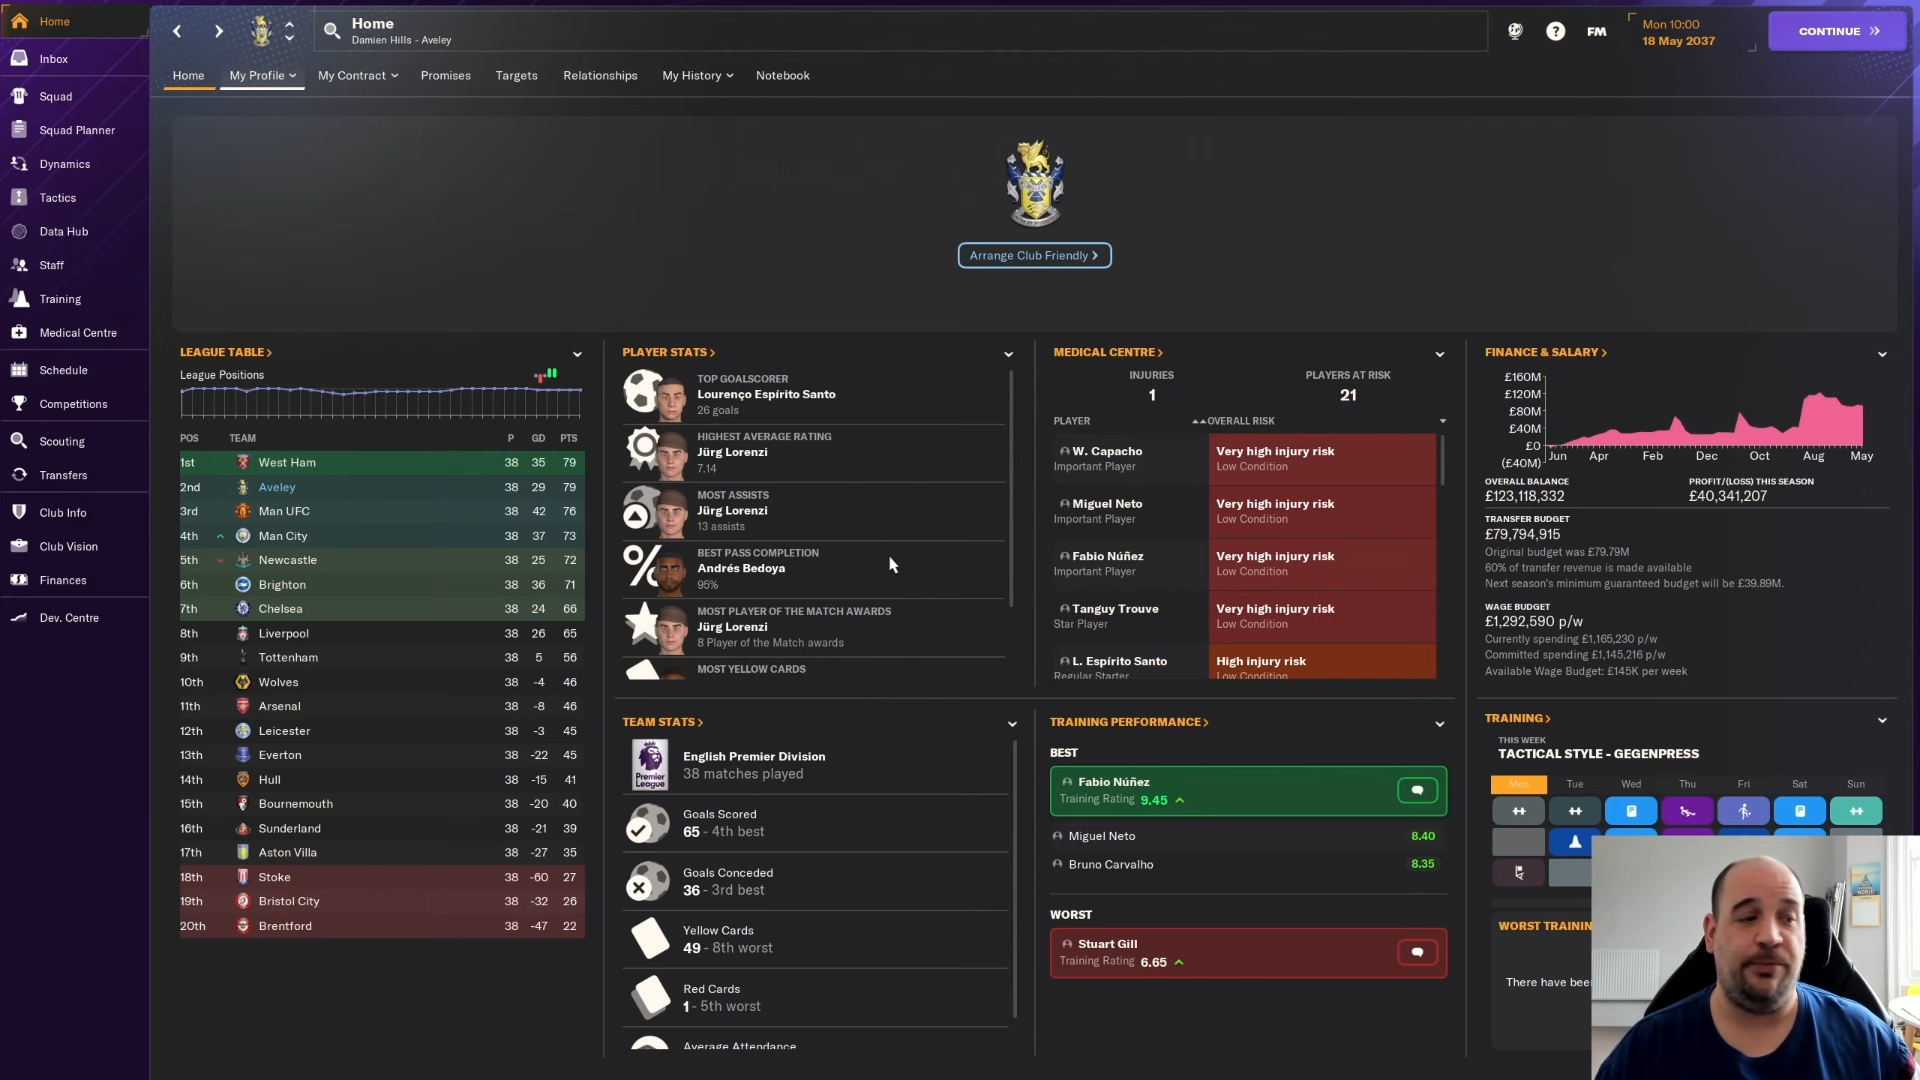 Home
Inbox
Squad
Squad Planner
Dynamics
Tactics
Data Hub
Staff
Training
Medical Centre
Schedule
Competitions
Scouting
Transfers
Club Info
Club Vision
Finances
Dev. Centre
Home
Damien Hills - Aveley
FM
Mon 10:00
18 May 2037
CONTINUE
Home My Profile My Contract Promises Targets Relationships My History Notebook
Arrange Club Friendly >
LEAGUE TABLE >
League Positions
POS TEAM P GD PTS
1st West Ham 38 35 79
2nd Aveley 38 29 79
3rd Man UFC 38 42 76
4th Man City 38 37 73
5th Newcastle 38 25 72
6th Brighton 38 36 71
7th Chelsea 38 24 66
8th Liverpool 38 26 65
9th Tottenham 38 5 56
10th Wolves 38 -4 46
11th Arsenal 38 -8 46
12th Leicester 38 -3 45
13th Everton 38 -22 45
14th Hull 38 -15 41
15th Bournemouth 38 -20 40
16th Sunderland 38 -21 39
17th Aston Villa 38 -27 35
18th Stoke 38 -60 27
19th Bristol City 38 -32 26
20th Brentford 38 -47 22
PLAYER STATS >
TOP GOALSCORER
Lourenço Espírito Santo
26 goals
HIGHEST AVERAGE RATING
Jürg Lorenzi
7.14
MOST ASSISTS
Jürg Lorenzi
13 assists
BEST PASS COMPLETION
Andrés Bedoya
95%
MOST PLAYER OF THE MATCH AWARDS
Jürg Lorenzi
8 Player of the Match awards
MOST YELLOW CARDS
TEAM STATS >
Premier League
English Premier Division
38 matches played
Goals Scored
65 - 4th best
Goals Conceded
36 - 3rd best
Yellow Cards
49 - 8th worst
Red Cards
1 - 5th worst
Average Attendance
MEDICAL CENTRE >
INJURIES PLAYERS AT RISK
1 21
PLAYER OVERALL RISK
W. Capacho Very high injury risk
Important Player Low Condition
Miguel Neto Very high injury risk
Important Player Low Condition
Fabio Núñez Very high injury risk
Important Player Low Condition
Tanguy Trouve Very high injury risk
Star Player Low Condition
L. Espírito Santo High injury risk
Regular Starter Low Condition
TRAINING PERFORMANCE >
BEST
Fabio Núñez
Training Rating 9.45
Miguel Neto 8.40
Bruno Carvalho 8.35
WORST
Stuart Gill
Training Rating 6.65
FINANCE & SALARY >
£160M
£120M
£80M
£40M
£0
(£40M)
Jun Apr Feb Dec Oct Aug May
OVERALL BALANCE PROFIT/(LOSS) THIS SEASON
£123,118,332 £40,341,207
TRANSFER BUDGET
£79,794,915
Original budget was £79.79M
60% of transfer revenue is made available
Next season's minimum guaranteed budget will be £39.89M.
WAGE BUDGET
£1,292,590 p/w
Currently spending £1,165,230 p/w
Committed spending £1,145,216 p/w
Available Wage Budget: £145K per week
TRAINING >
THIS WEEK
TACTICAL STYLE - GEGENPRESS
Mon Tue Wed Thu Fri Sat Sun
WORST TRAININ
There have bee